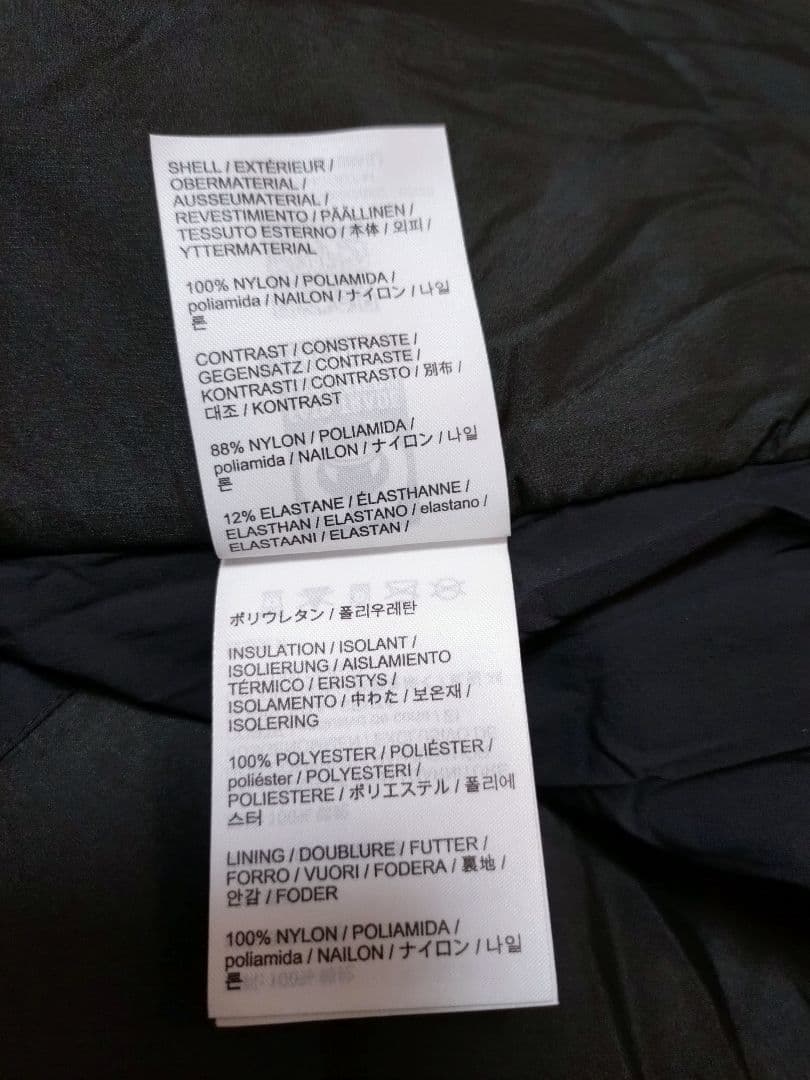 SHELL / EXTÉRIEUR /
OBERMATERIAL /
AUSSEUMATERIAL /
REVESTIMIENTO / PÄÄLLINEN /
TESSUTO ESTERNO / 本体 / 외피 /
YTTERMATERIAL
100% NYLON / POLIAMIDA /
poliamida / NAILON / ナイロン / 나일
론
CONTRAST / CONSTRASTE /
GEGENSATZ / CONTRASTE /
KONTRASTI / CONTRASTO / 別布 /
대조 / KONTRAST
88% NYLON / POLIAMIDA /
poliamida / NAILON / ナイロン / 나일
론
12% ELASTANE / ÉLASTHANNE /
ELASTHAN / ELASTANO / elastano /
ELASTAANI / ELASTAN /
ポリウレタン / 폴리우레탄
INSULATION / ISOLANT /
ISOLIERUNG / AISLAMIENTO
TÉRMICO / ERISTYS /
ISOLAMENTO / 中わた / 보온재 /
ISOLERING
100% POLYESTER / POLIÉSTER /
poliéster / POLYESTERI /
POLIESTERE / ポリエステル / 폴리에
스터
LINING / DOUBLURE / FUTTER /
FORRO / VUORI / FODERA / 裏地 /
안감 / FODER
100% NYLON / POLIAMIDA /
poliamida / NAILON / ナイロン / 나일
론